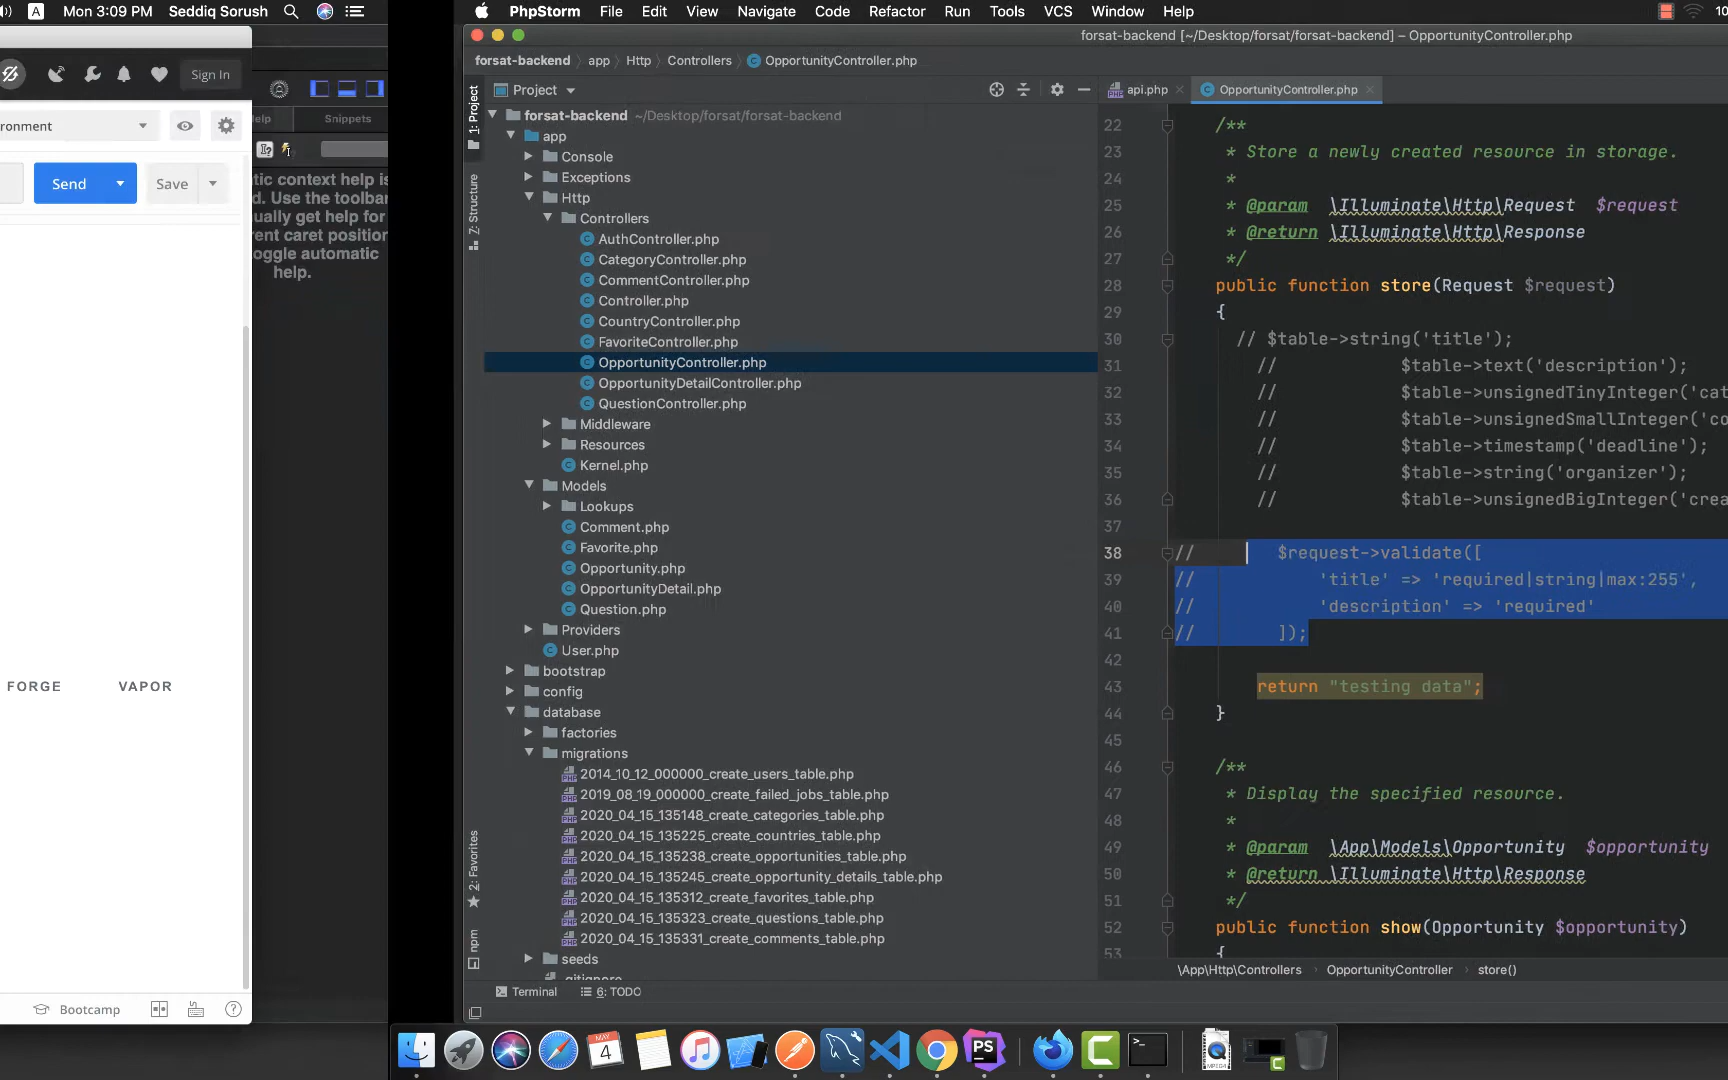 A Mon 3:09 PM Seddiq Sorush
PhpStorm File Edit View Navigate Code Refactor Run Tools VCS Window Help
forsat-backend [~/Desktop/forsat/forsat-backend] – OpportunityController.php
Sign In
forsat-backend app Http Controllers OpportunityController.php
Project
api.php
OpportunityController.php
1: Project
Z: Structure
2: Favorites
npm
ronment
Snippets
Send
Save
tic context help is
d. Use the toolbar
ually get help for
rent caret position
oggle automatic
help.
FORGE VAPOR
Bootcamp
forsat-backend ~/Desktop/forsat/forsat-backend
app
Console
Exceptions
Http
Controllers
AuthController.php
CategoryController.php
CommentController.php
Controller.php
CountryController.php
FavoriteController.php
OpportunityController.php
OpportunityDetailController.php
QuestionController.php
Middleware
Resources
Kernel.php
Models
Lookups
Comment.php
Favorite.php
Opportunity.php
OpportunityDetail.php
Question.php
Providers
User.php
bootstrap
config
database
factories
migrations
2014_10_12_000000_create_users_table.php
2019_08_19_000000_create_failed_jobs_table.php
2020_04_15_135148_create_categories_table.php
2020_04_15_135225_create_countries_table.php
2020_04_15_135238_create_opportunities_table.php
2020_04_15_135245_create_opportunity_details_table.php
2020_04_15_135312_create_favorites_table.php
2020_04_15_135323_create_questions_table.php
2020_04_15_135331_create_comments_table.php
seeds
22 /**
23 * Store a newly created resource in storage.
24 *
25 * @param \Illuminate\Http\Request $request
26 * @return \Illuminate\Http\Response
27 */
28 public function store(Request $request)
29 {
30 // $table->string('title');
31 // $table->text('description');
32 // $table->unsignedTinyInteger('cat
33 // $table->unsignedSmallInteger('co
34 // $table->timestamp('deadline');
35 // $table->string('organizer');
36 // $table->unsignedBigInteger('crea
37
38 // $request->validate([
39 // 'title' => 'required|string|max:255',
40 // 'description' => 'required'
41 // ]);
42
43 return "testing data";
44 }
45
46 /**
47 * Display the specified resource.
48 *
49 * @param \App\Models\Opportunity $opportunity
50 * @return \Illuminate\Http\Response
51 */
52 public function show(Opportunity $opportunity)
53 {
\App\Http\Controllers OpportunityController store()
Terminal 6: TODO
MAY
4
PS